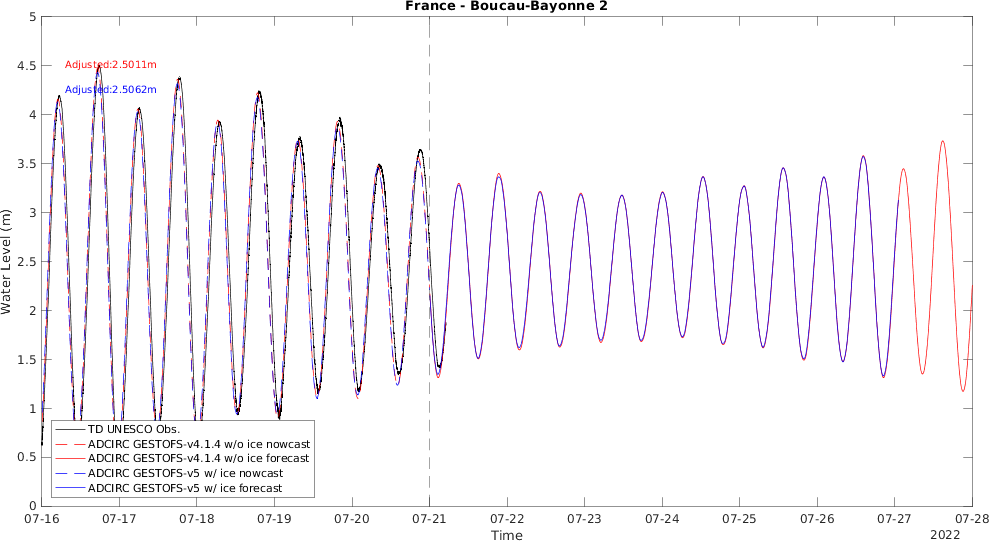 France - Boucau-Bayonne 2
Water Level (m)
5
4.5
4
3.5
3
2.5
2
1.5
1
0.5
0
Adjusted:2.5011m
Adjusted:2.5062m
TD UNESCO Obs.
ADCIRC GESTOFS-v4.1.4 w/o ice nowcast
ADCIRC GESTOFS-v4.1.4 w/o ice forecast
ADCIRC GESTOFS-v5 w/ ice nowcast
ADCIRC GESTOFS-v5 w/ ice forecast
07-16 07-17 07-18 07-19 07-20 07-21 07-22 07-23 07-24 07-25 07-26 07-27 07-28
Time
2022